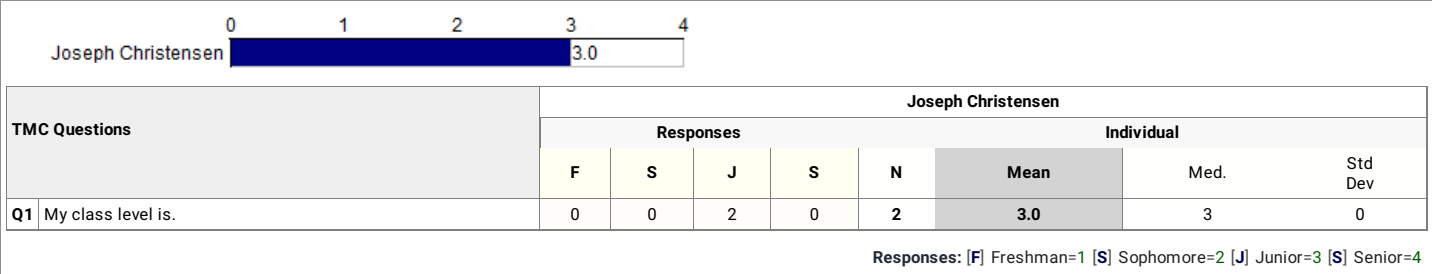 0 1 2 3 4
Joseph Christensen 3.0
Joseph Christensen
TMC Questions
Responses Individual
F S J S N Mean Med. Std Dev
Q1 My class level is. 0 0 2 0 2 3.0 3 0
Responses: [F] Freshman=1 [S] Sophomore=2 [J] Junior=3 [S] Senior=4